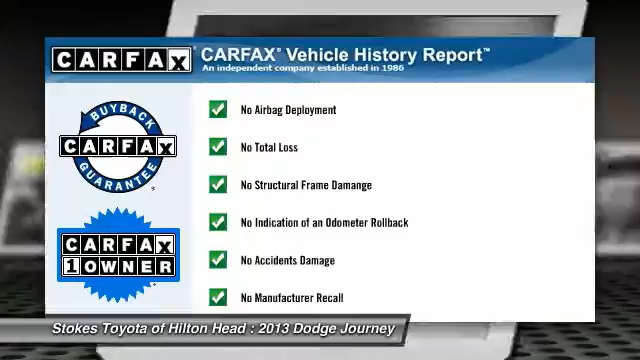 CARFAX CARFAX® Vehicle History Report™
An independent company established in 1986
BUYBACK
CARFAX
GUARANTEE
CARFAX
1 OWNER
No Airbag Deployment
No Total Loss
No Structural Frame Damange
No Indication of an Odometer Rollback
No Accidents Damage
No Manufacturer Recall
Stokes Toyota of Hilton Head : 2013 Dodge Journey